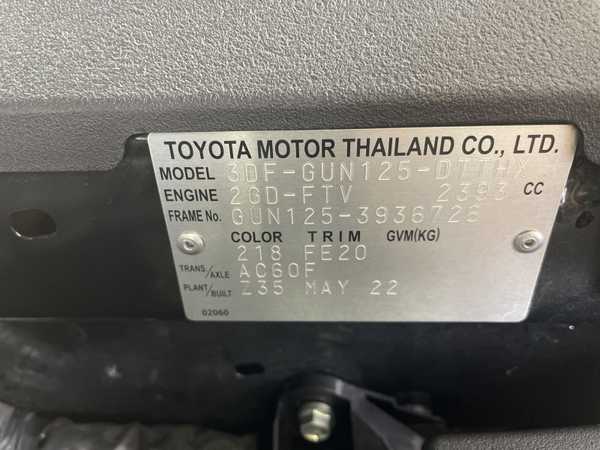 TOYOTA MOTOR THAILAND CO., LTD.
MODEL 3DF-GUN125-DTTHX
ENGINE 2GD-FTV 2393 CC
FRAME No. GUN125-3936726
COLOR TRIM GVM(KG)
218 FE20
TRANS./AXLE AC60F
PLANT/BUILT Z35 MAY 22
02060